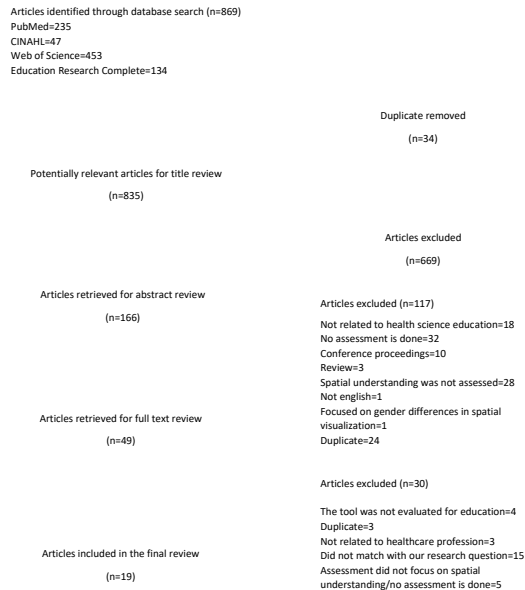 Articles identified through database search (n=869)
PubMed=235
CINAHL=47
Web of Science=453
Education Research Complete=134
Duplicate removed
(n=34)
Potentially relevant articles for title review
(n=835)
Articles excluded
(n=669)
Articles retrieved for abstract review
(n=166)
Articles excluded (n=117)
Not related to health science education=18
No assessment is done=32
Conference proceedings=10
Review=3
Spatial understanding was not assessed=28
Not english=1
Focused on gender differences in spatial
visualization=1
Duplicate=24
Articles retrieved for full text review
(n=49)
Articles excluded (n=30)
The tool was not evaluated for education=4
Duplicate=3
Not related to healthcare profession=3
Did not match with our research question=15
Assessment did not focus on spatial
understanding/no assessment is done=5
Articles included in the final review
(n=19)